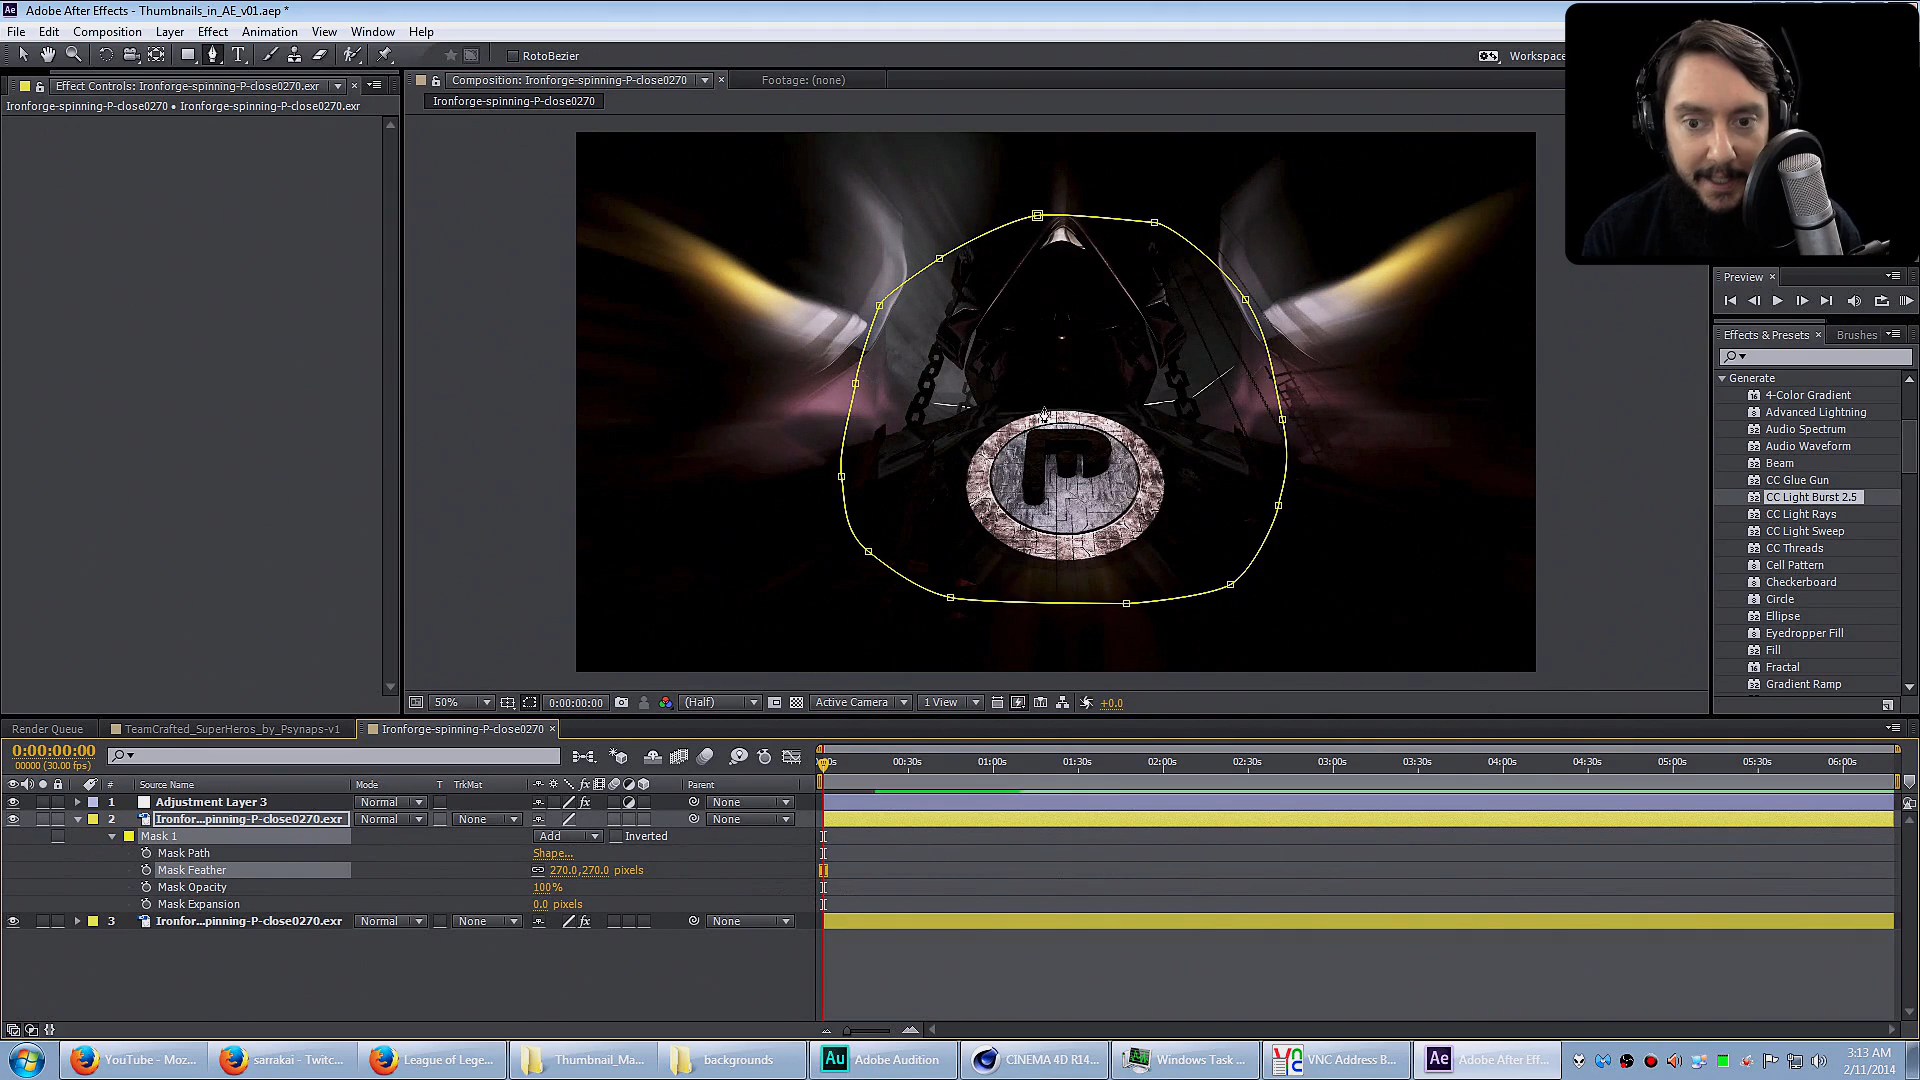 Adobe After Effects - Thumbnails_in_AE_v01.aep *
File Edit Composition Layer Effect Animation View Window Help
RotoBezier
Workspace
Effect Controls: Ironforge-spinning-P-close0270.exr
Ironforge-spinning-P-close0270 • Ironforge-spinning-P-close0270.exr
Composition: Ironforge-spinning-P-close0270
Footage: (none)
Ironforge-spinning-P-close0270
Preview
Effects & Presets
Brushes
Generate
4-Color Gradient
Advanced Lightning
Audio Spectrum
Audio Waveform
Beam
CC Glue Gun
CC Light Burst 2.5
CC Light Rays
CC Light Sweep
CC Threads
Cell Pattern
Checkerboard
Circle
Ellipse
Eyedropper Fill
Fill
Fractal
Gradient Ramp
50%
0:00:00:00
(Half)
Active Camera
1 View
+0.0
Render Queue
TeamCrafted_SuperHeros_by_Psynaps-v1
Ironforge-spinning-P-close0270
0:00:00:00
00000 (30.00 fps)
00:30s 01:00s 01:30s 02:00s 02:30s 03:00s 03:30s 04:00s 04:30s 05:00s 05:30s 06:00s
# Source Name Mode T TrkMat Parent
1 Adjustment Layer 3 Normal None
2 Ironfor...pinning-P-close0270.exr Normal None None
Mask 1 Add Inverted
Mask Path Shape...
Mask Feather 270.0,270.0 pixels
Mask Opacity 100%
Mask Expansion 0.0 pixels
3 Ironfor...pinning-P-close0270.exr Normal None None
YouTube - Moz...
sarrakai - Twitc...
League of Lege...
Thumbnail_Ma...
backgrounds
Adobe Audition
CINEMA 4D R14...
Windows Task ...
VNC Address B...
Adobe After Eff...
3:13 AM
2/11/2014